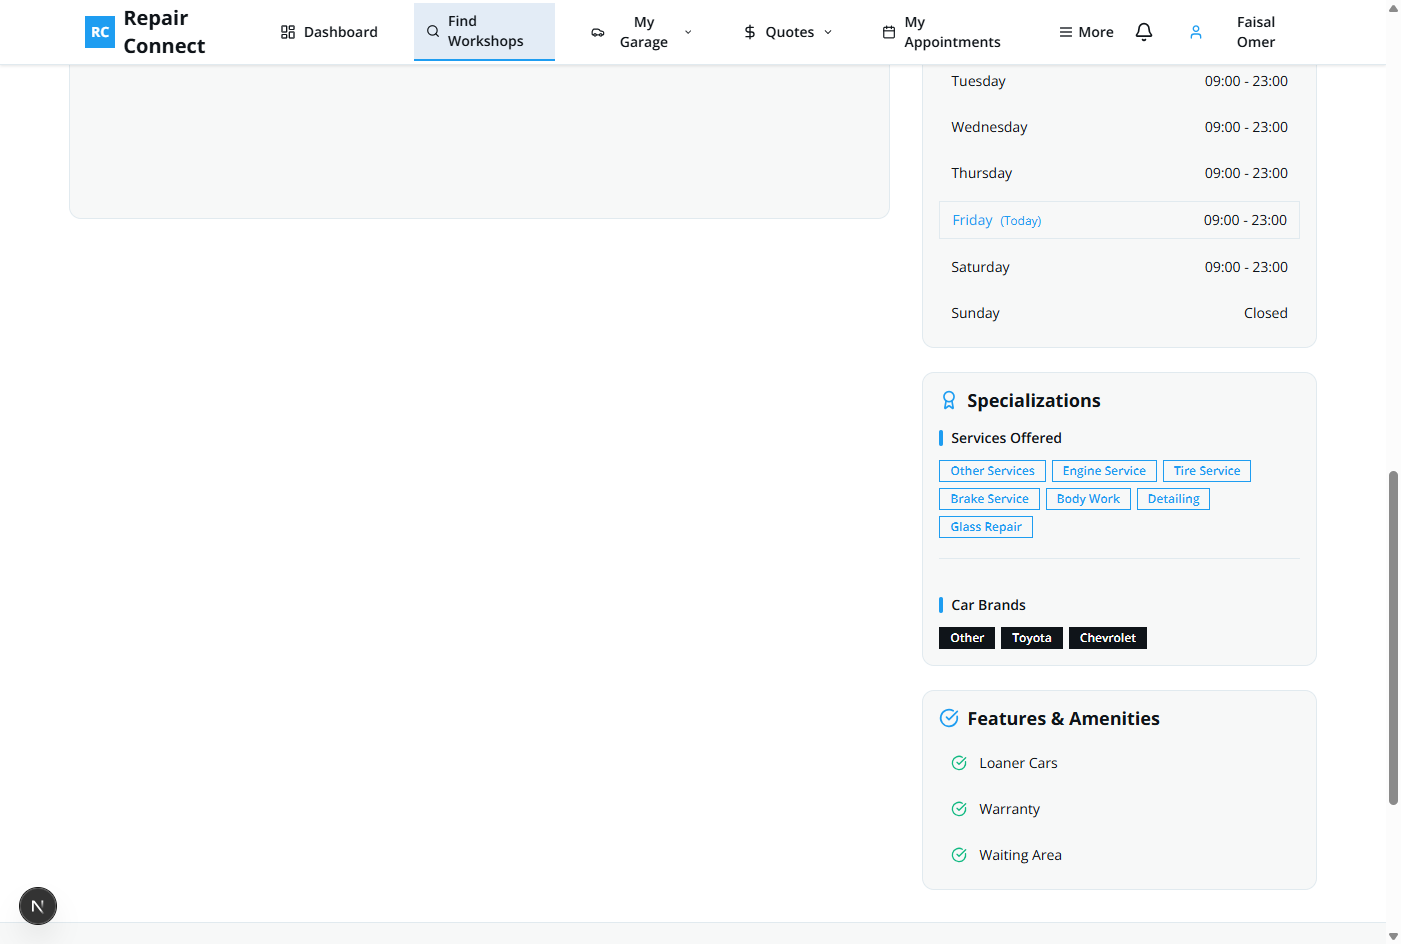 RC
Repair
Connect
Dashboard
Find
Workshops
My
Garage
Quotes
My
Appointments
More
Faisal
Omer
Tuesday 09:00 - 23:00
Wednesday 09:00 - 23:00
Thursday 09:00 - 23:00
Friday (Today) 09:00 - 23:00
Saturday 09:00 - 23:00
Sunday Closed
Specializations
Services Offered
Other Services Engine Service Tire Service
Brake Service Body Work Detailing
Glass Repair
Car Brands
Other Toyota Chevrolet
Features & Amenities
Loaner Cars
Warranty
Waiting Area
N